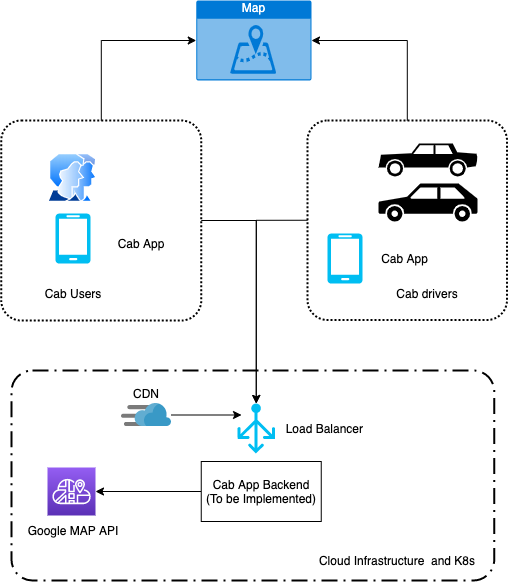 Map
Cab App
Cab Users
Cab App
Cab drivers
CDN
Load Balancer
Cab App Backend
(To be Implemented)
Google MAP API
Cloud Infrastructure  and K8s